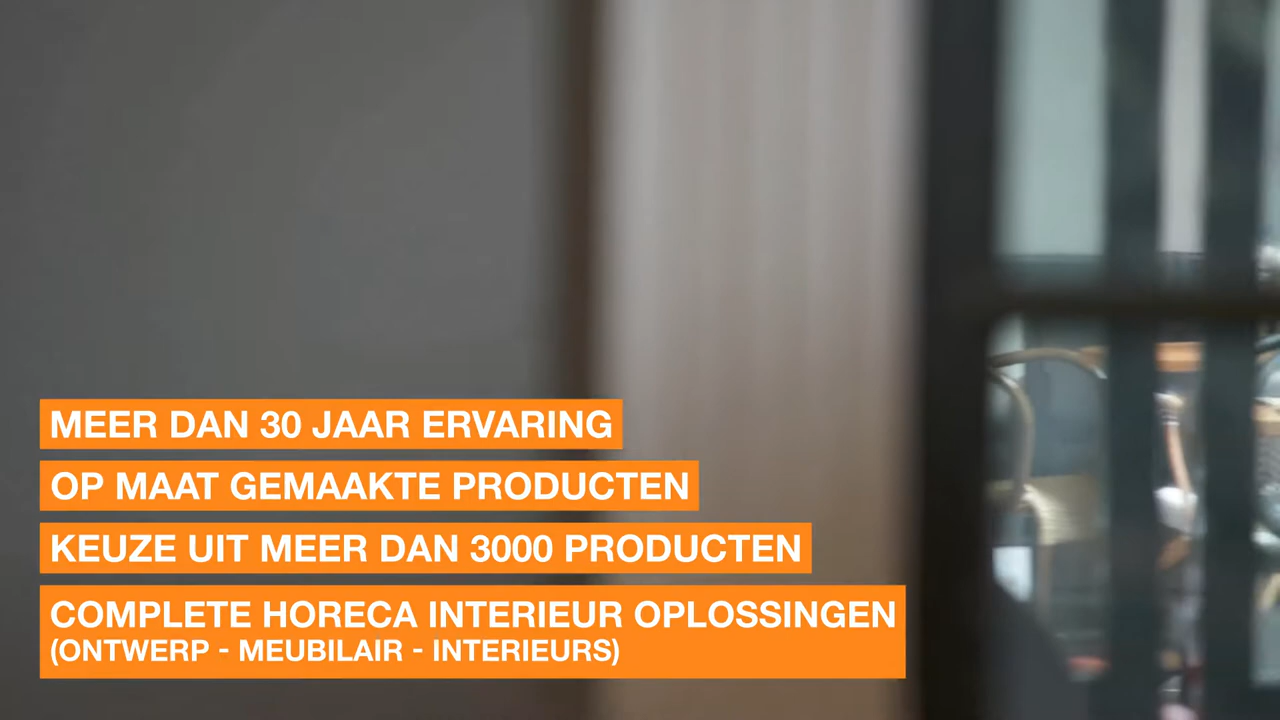 MEER DAN 30 JAAR ERVARING
OP MAAT GEMAAKTE PRODUCTEN
KEUZE UIT MEER DAN 3000 PRODUCTEN
COMPLETE HORECA INTERIEUR OPLOSSINGEN
(ONTWERP - MEUBILAIR - INTERIEURS)